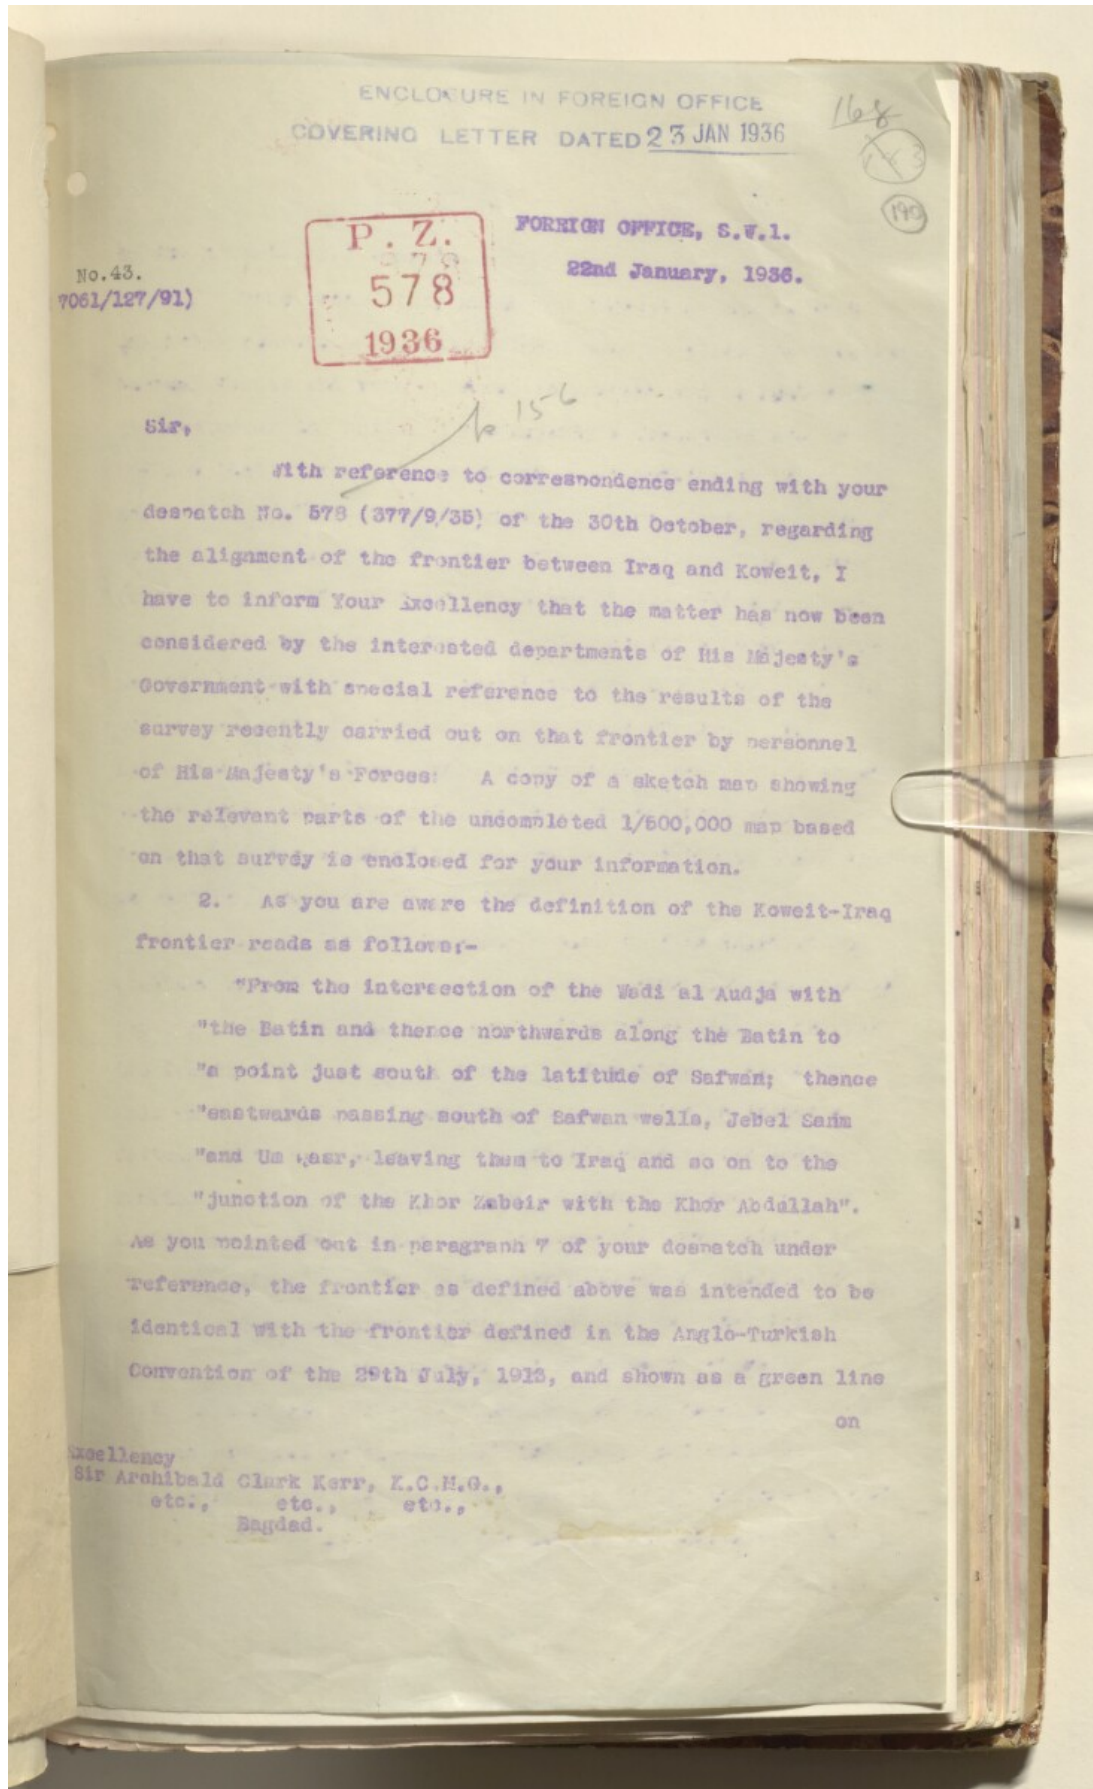 ENCLOSURE IN FOREIGN OFFICE
COVERING LETTER DATED 23 JAN 1936
168
190
P. Z.
578
1936
FOREIGN OFFICE, S.W.1.
22nd January, 1936.
No.43.
7061/127/91)
p 156
Sir,
With reference to correspondence ending with your
despatch No. 578 (377/9/35) of the 30th October, regarding
the alignment of the frontier between Iraq and Koweit, I
have to inform Your Excellency that the matter has now been
considered by the interested departments of His Majesty's
Government with special reference to the results of the
survey recently carried out on that frontier by personnel
of His Majesty's Forces. A copy of a sketch map showing
the relevant parts of the uncompleted 1/500,000 map based
on that survey is enclosed for your information.
2. As you are aware the definition of the Koweit-Iraq
frontier reads as follows:-
"From the intersection of the Wadi al Audja with
"the Batin and thence northwards along the Batin to
"a point just south of the latitude of Safwan; thence
"eastwards passing south of Safwan wells, Jebel Sanm
"and Um Qasr, leaving them to Iraq and so on to the
"junction of the Khor Zobeir with the Khor Abdullah".
As you pointed out in paragraph 7 of your despatch under
reference, the frontier as defined above was intended to be
identical with the frontier defined in the Anglo-Turkish
Convention of the 29th July, 1913, and shown as a green line
on
Excellency
Sir Archibald Clark Kerr, K.C.M.G.,
etc., etc., etc.,
Bagdad.